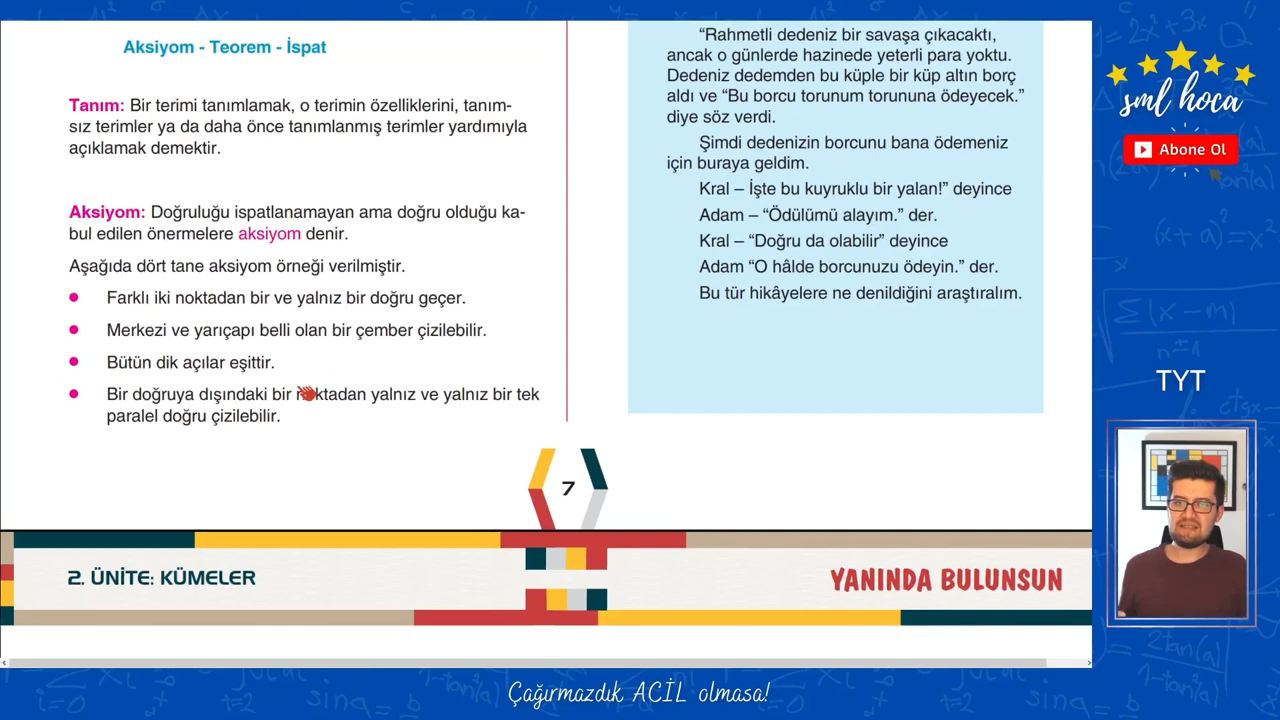 Aksiyom - Teorem - İspat
Tanım: Bir terimi tanımlamak, o terimin özelliklerini, tanım-
sız terimler ya da daha önce tanımlanmış terimler yardımıyla
açıklamak demektir.
Aksiyom: Doğruluğu ispatlanamayan ama doğru olduğu ka-
bul edilen önermelere aksiyom denir.
Aşağıda dört tane aksiyom örneği verilmiştir.
Farklı iki noktadan bir ve yalnız bir doğru geçer.
Merkezi ve yarıçapı belli olan bir çember çizilebilir.
Bütün dik açılar eşittir.
Bir doğruya dışındaki bir noktadan yalnız ve yalnız bir tek
paralel doğru çizilebilir.
“Rahmetli dedeniz bir savaşa çıkacaktı,
ancak o günlerde hazinede yeterli para yoktu.
Dedeniz dedemden bu küple bir küp altın borç
aldı ve “Bu borcu torunum torununa ödeyecek.”
diye söz verdi.
Şimdi dedenizin borcunu bana ödemeniz
için buraya geldim.
Kral – İşte bu kuyruklu bir yalan!” deyince
Adam – “Ödülümü alayım.” der.
Kral – “Doğru da olabilir” deyince
Adam “O hâlde borcunuzu ödeyin.” der.
Bu tür hikâyelere ne denildiğini araştıralım.
7
2. ÜNİTE: KÜMELER
YANINDA BULUNSUN
sml hoca
Abone Ol
TYT
Çağırmazdık ACİL olmasa!